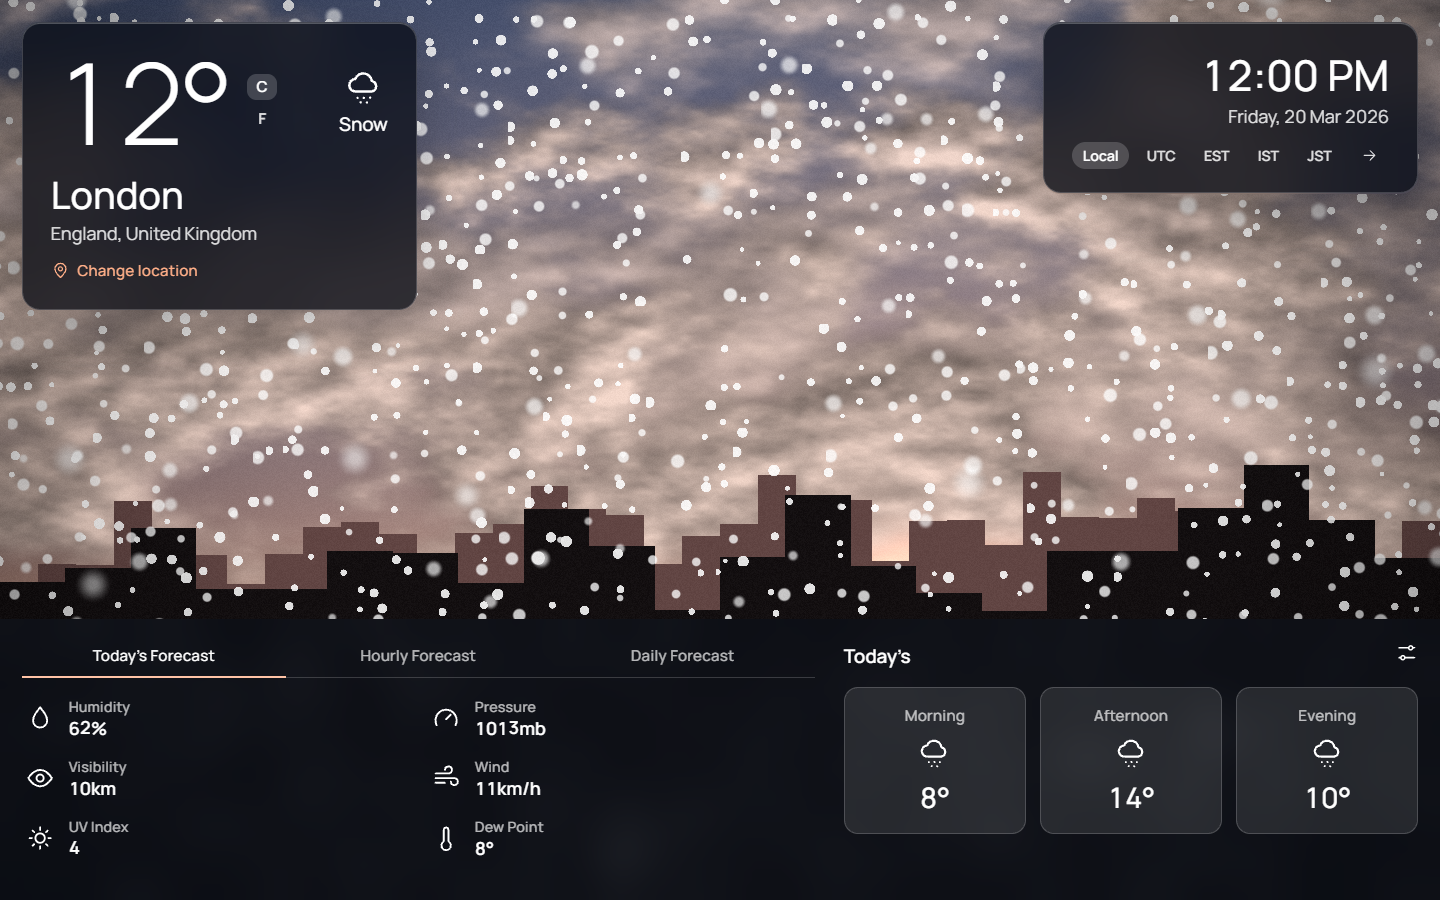 12°
C
F
Snow
London
England, United Kingdom
Change location
12:00 PM
Friday, 20 Mar 2026
Local UTC EST IST JST
Today's Forecast Hourly Forecast Daily Forecast
Humidity
62%
Pressure
1013mb
Visibility
10km
Wind
11km/h
UV Index
4
Dew Point
8°
Today's
Morning
8°
Afternoon
14°
Evening
10°